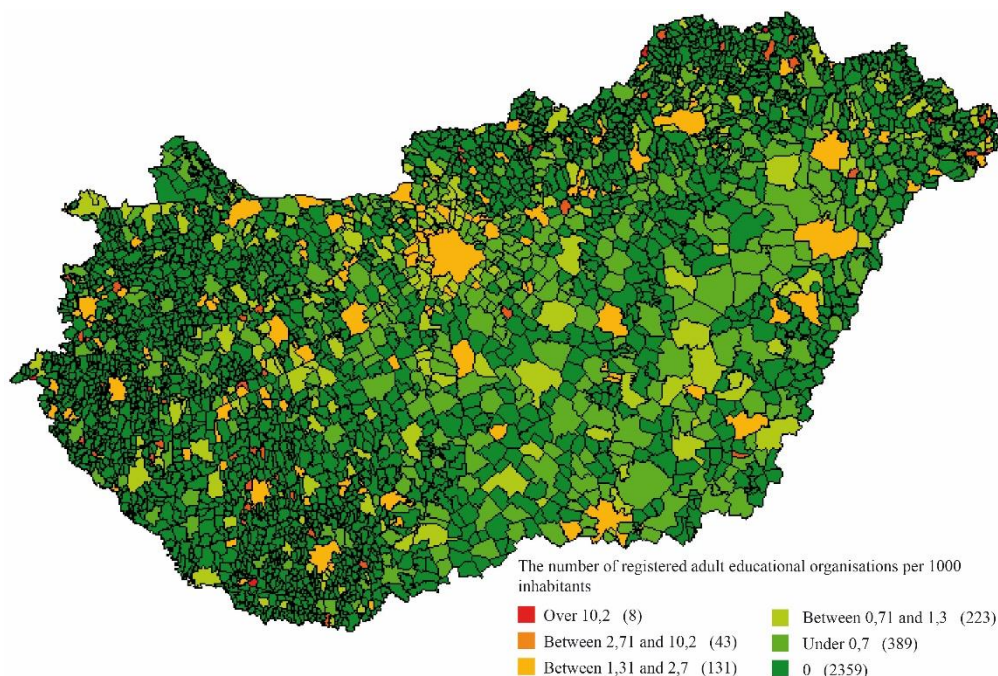 The number of registered adult educational organisations per 1000
inhabitants
Over 10,2 (8)
Between 2,71 and 10,2 (43)
Between 1,31 and 2,7 (131)
Between 0,71 and 1,3 (223)
Under 0,7 (389)
0 (2359)